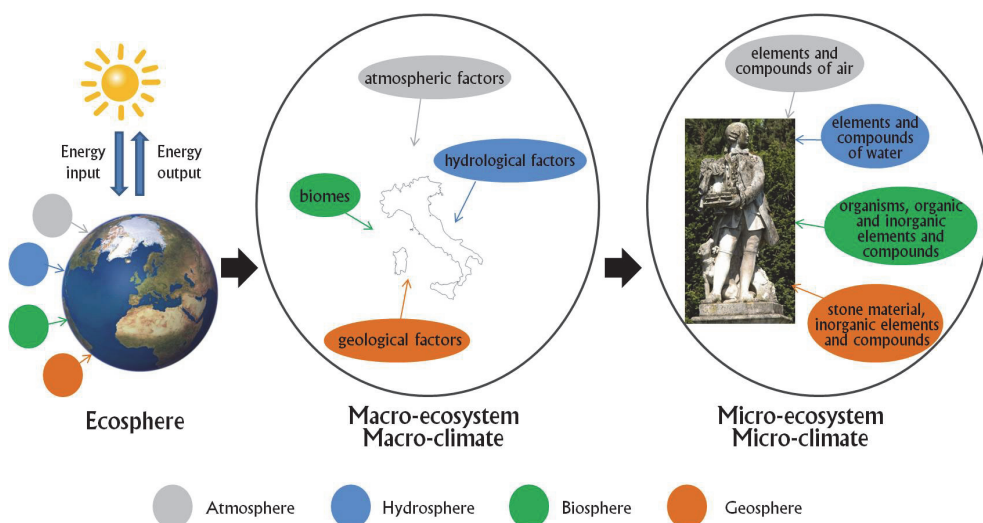 Energy
input
Energy
output
Ecosphere
atmospheric factors
hydrological factors
biomes
geological factors
Macro-ecosystem
Macro-climate
elements and
compounds of air
elements and
compounds
of water
organisms, organic
and inorganic
elements and
compounds
stone material,
inorganic elements
and compounds
Micro-ecosystem
Micro-climate
Atmosphere
Hydrosphere
Biosphere
Geosphere